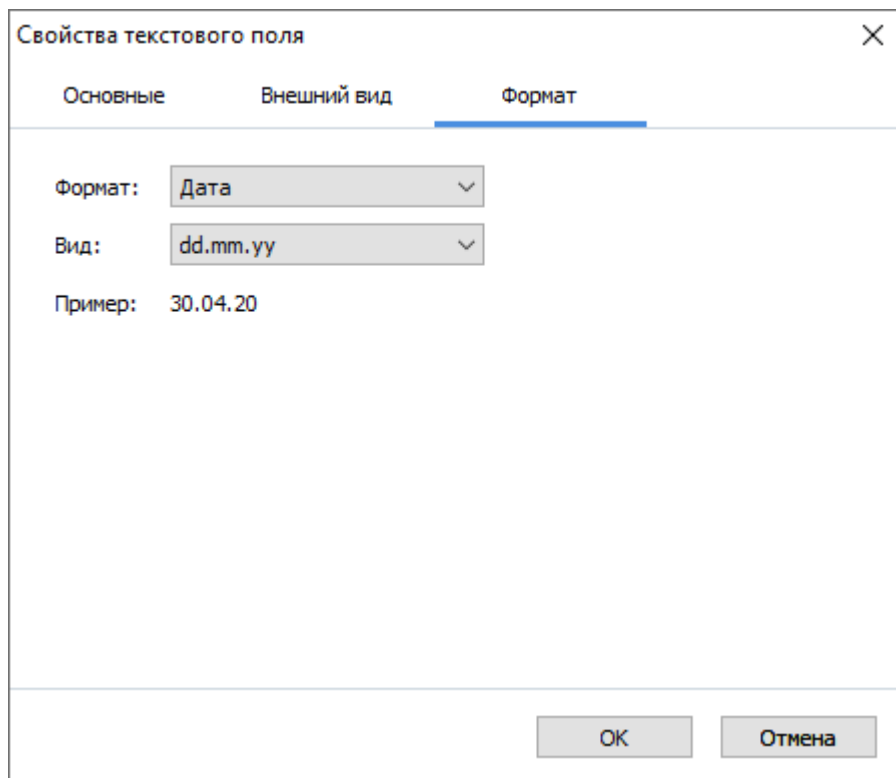 Свойства текстового поля
Основные Внешний вид Формат
Формат: Дата
Вид: dd.mm.yy
Пример: 30.04.20
OK Отмена